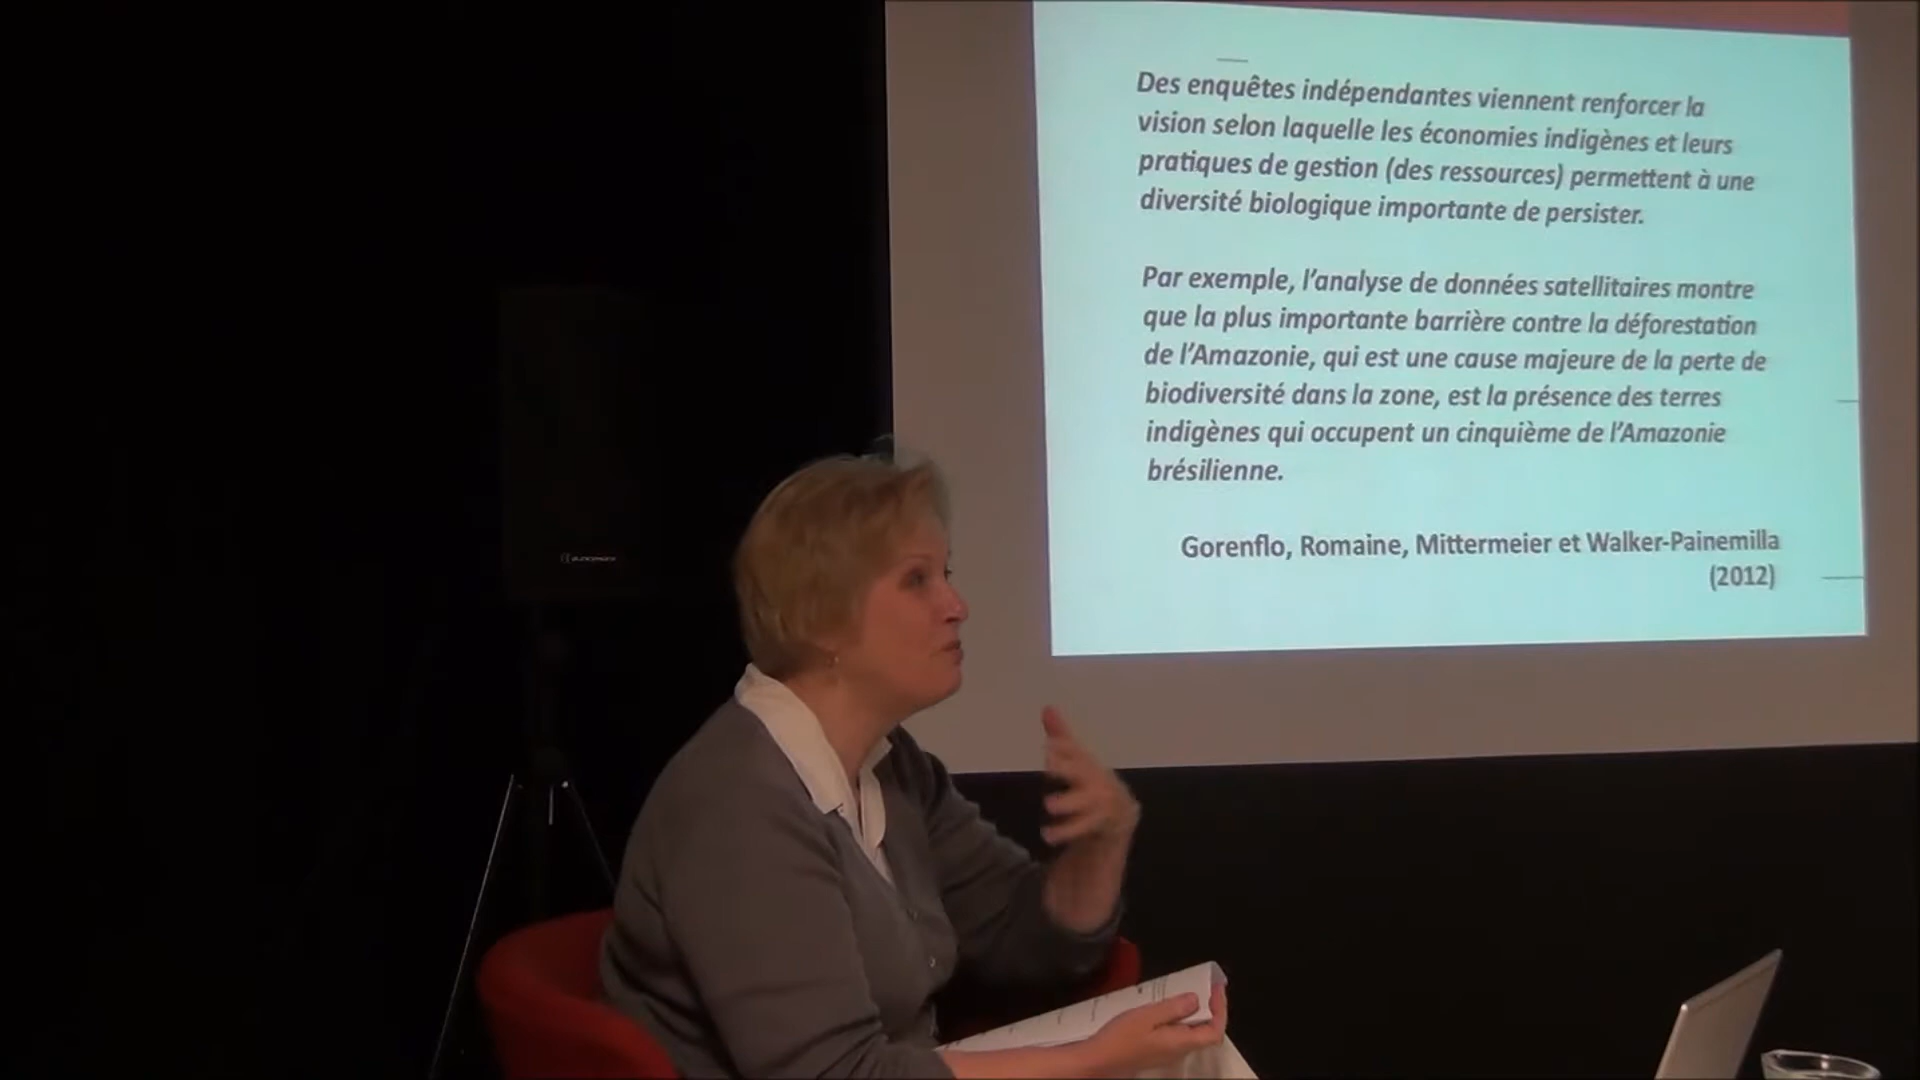 Des enquêtes indépendantes viennent renforcer la
vision selon laquelle les économies indigènes et leurs
pratiques de gestion (des ressources) permettent à une
diversité biologique importante de persister.
Par exemple, l'analyse de données satellitaires montre
que la plus importante barrière contre la déforestation
de l'Amazonie, qui est une cause majeure de la perte de
biodiversité dans la zone, est la présence des terres
indigènes qui occupent un cinquième de l'Amazonie
brésilienne.
Gorenflo, Romaine, Mittermeier et Walker-Painemilla
(2012)